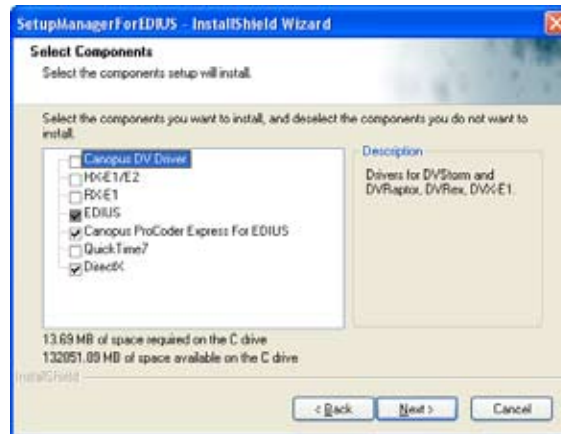 SetupManagerForEDIUS - InstallShield Wizard
Select Components
Select the components setup will install.
Select the components you want to install, and deselect the components you do not want to
install.
Canopus DV Driver
HX-E1/E2
RX-E1
EDIUS
Canopus ProCoder Express For EDIUS
QuickTime7
DirectX
Description
Drivers for DVStorm and
DVRaptor, DVRex, DVX-E1.
13.69 MB of space required on the C drive
132051.89 MB of space available on the C drive
InstallShield
< Back
Next >
Cancel